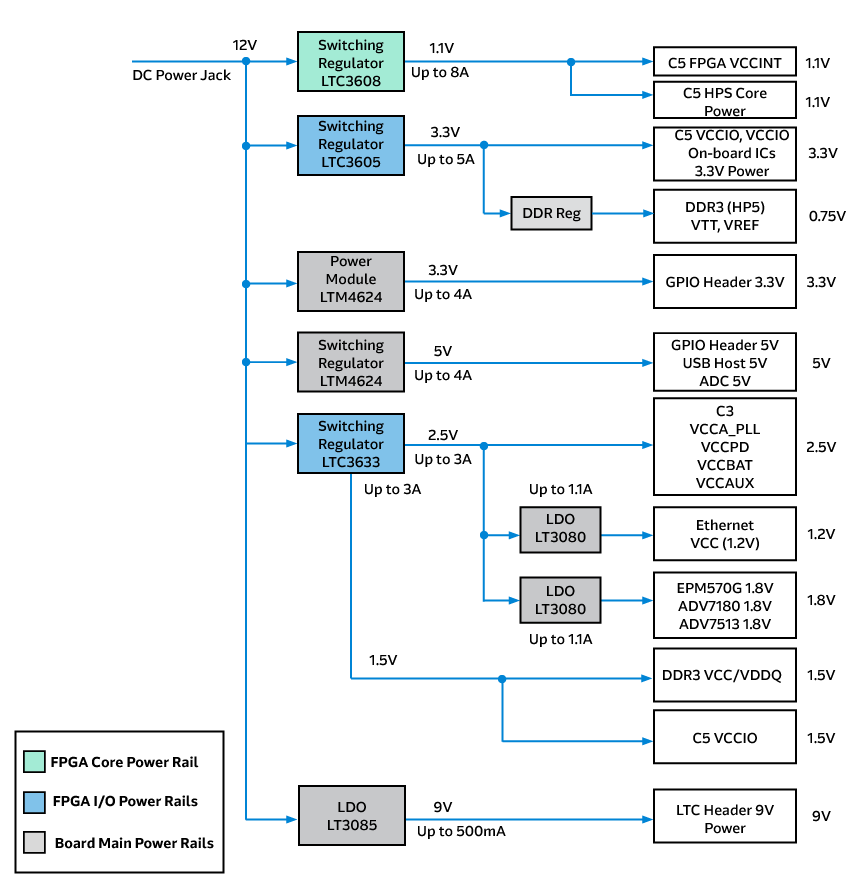 12V
DC Power Jack
Switching
Regulator
LTC3608
1.1V
Up to 8A
C5 FPGA VCCINT
1.1V
C5 HPS Core
Power
1.1V
Switching
Regulator
LTC3605
3.3V
Up to 5A
C5 VCCIO, VCCIO
On-board ICs
3.3V Power
3.3V
DDR Reg
DDR3 (HP5)
VTT, VREF
0.75V
Power
Module
LTM4624
3.3V
Up to 4A
GPIO Header 3.3V
3.3V
Switching
Regulator
LTM4624
5V
Up to 4A
GPIO Header 5V
USB Host 5V
ADC 5V
5V
Switching
Regulator
LTC3633
2.5V
Up to 3A
C3
VCCA_PLL
VCCPD
VCCBAT
VCCAUX
2.5V
Up to 3A
Up to 1.1A
LDO
LT3080
Ethernet
VCC (1.2V)
1.2V
LDO
LT3080
Up to 1.1A
EPM570G 1.8V
ADV7180 1.8V
ADV7513 1.8V
1.8V
1.5V
DDR3 VCC/VDDQ
1.5V
C5 VCCIO
1.5V
LDO
LT3085
9V
Up to 500mA
LTC Header 9V
Power
9V
FPGA Core Power Rail
FPGA I/O Power Rails
Board Main Power Rails